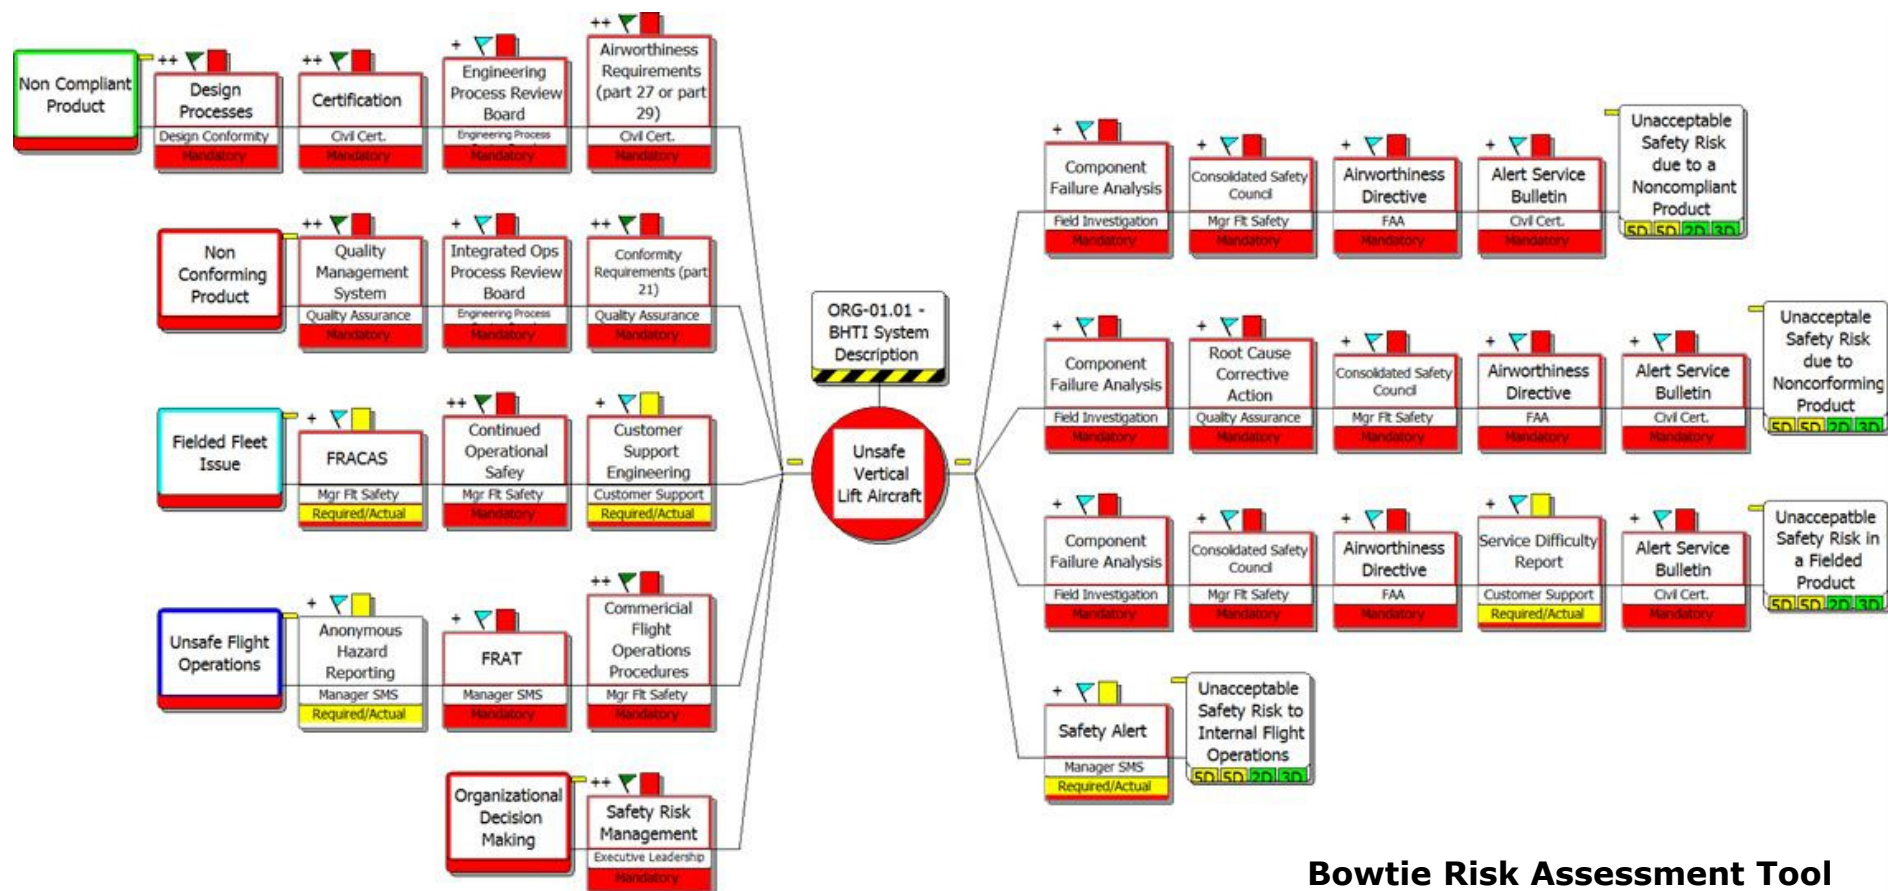 Non Compliant
Product
++
Design
Processes
Design Conformity
Mandatory
++
Certification
Civil Cert.
Mandatory
+
Engineering
Process Review
Board
Engineering Process
Mandatory
++
Airworthiness
Requirements
(part 27 or part
29)
Civil Cert.
Mandatory
Non
Conforming
Product
++
Quality
Management
System
Quality Assurance
Mandatory
+
Integrated Ops
Process Review
Board
Engineering Process
Mandatory
++
Conformity
Requirements (part
21)
Quality Assurance
Mandatory
Fielded Fleet
Issue
+
FRACAS
Mgr Flt Safety
Required/Actual
++
Continued
Operational
Safey
Mgr Flt Safety
Mandatory
+
Customer
Support
Engineering
Customer Support
Required/Actual
Unsafe Flight
Operations
+
Anonymous
Hazard
Reporting
Manager SMS
Required/Actual
+
FRAT
Manager SMS
Mandatory
++
Commericial
Flight
Operations
Procedures
Mgr Flt Safety
Mandatory
Organizational
Decision
Making
++
Safety Risk
Management
Executive Leadership
Mandatory
ORG-01.01 -
BHTI System
Description
Unsafe
Vertical
Lift Aircraft
+
Component
Failure Analysis
Field Investigation
Mandatory
+
Consolidated Safety
Council
Mgr Flt Safety
Mandatory
+
Airworthiness
Directive
FAA
Mandatory
+
Alert Service
Bulletin
Civil Cert.
Mandatory
Unacceptable
Safety Risk
due to a
Noncompliant
Product
5D 5D 2D 3D
+
Component
Failure Analysis
Field Investigation
Mandatory
+
Root Cause
Corrective
Action
Quality Assurance
Mandatory
+
Consolidated Safety
Council
Mgr Flt Safety
Mandatory
+
Airworthiness
Directive
FAA
Mandatory
+
Alert Service
Bulletin
Civil Cert.
Mandatory
Unacceptale
Safety Risk
due to
Noncorforming
Product
5D 5D 2D 3D
+
Component
Failure Analysis
Field Investigation
Mandatory
+
Consolidated Safety
Council
Mgr Flt Safety
Mandatory
+
Airworthiness
Directive
FAA
Mandatory
+
Service Difficulty
Report
Customer Support
Required/Actual
+
Alert Service
Bulletin
Civil Cert.
Mandatory
Unaccepatble
Safety Risk in
a Fielded
Product
5D 5D 2D 3D
+
Safety Alert
Manager SMS
Required/Actual
Unacceptable
Safety Risk to
Internal Flight
Operations
5D 5D 2D 3D
Bowtie Risk Assessment Tool